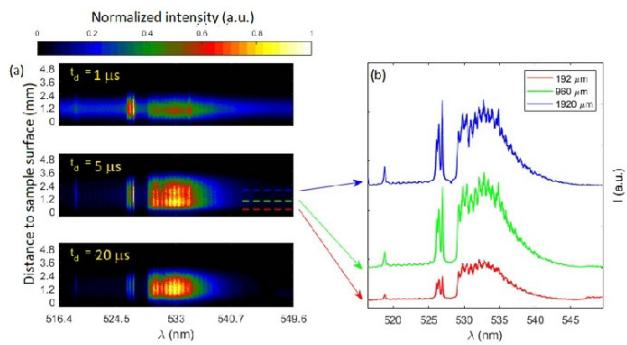 Normalized intensity (a.u.)
0 0.2 0.4 0.6 0.8 1
(a)
t_d = 1 μs
4.8
3.6
2.4
1.2
0
t_d = 5 μs
4.8
3.6
2.4
1.2
0
t_d = 20 μs
4.8
3.6
2.4
1.2
0
Distance to sample surface (mm)
516.4 524.5 533 540.7 549.6
λ (nm)
(b)
192 μm
960 μm
1920 μm
I (a.u.)
520 525 530 535 540 545
λ (nm)